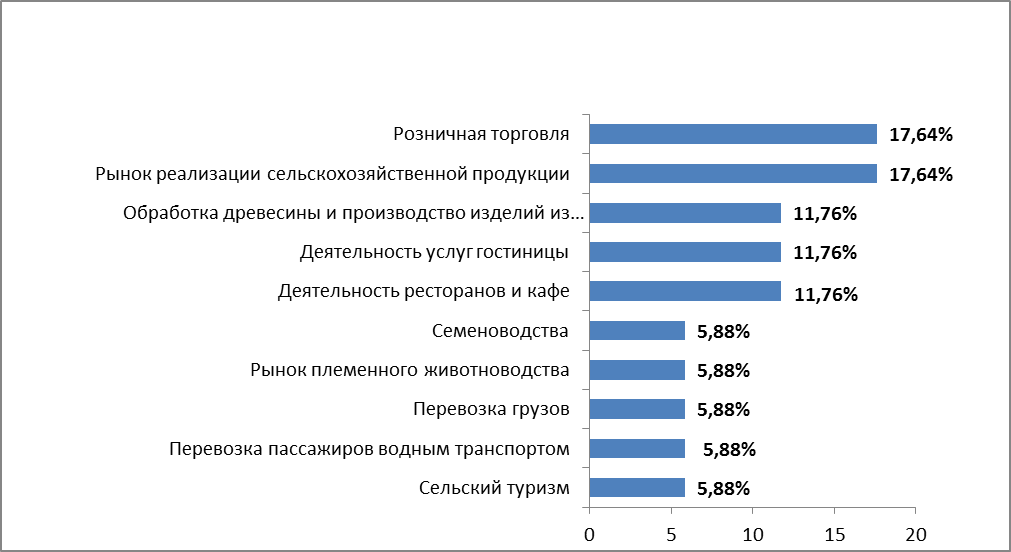 Розничная торговля 17,64%
Рынок реализации сельскохозяйственной продукции 17,64%
Обработка древесины и производство изделий из... 11,76%
Деятельность услуг гостиницы 11,76%
Деятельность ресторанов и кафе 11,76%
Семеноводства 5,88%
Рынок племенного животноводства 5,88%
Перевозка грузов 5,88%
Перевозка пассажиров водным транспортом 5,88%
Сельский туризм 5,88%
0 5 10 15 20